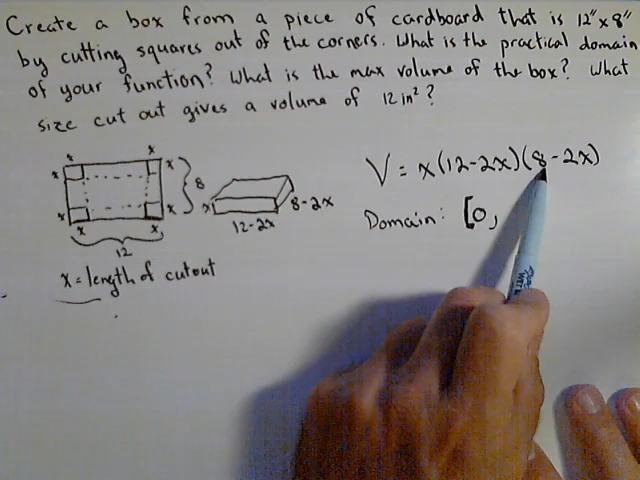 Create a box from a piece of cardboard that is 12" x 8"
by cutting squares out of the corners. What is the practical domain
of your function? What is the max volume of the box? What
size cut out gives a volume of 12 in²?
x x
x x
8
x x
x x
12
x
12-2x
8-2x
x = length of cutout
V = x(12-2x)(8-2x)
Domain: [0,